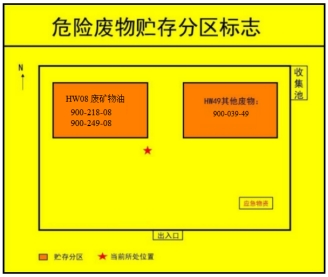 危险废物贮存分区标志
N
收集池
HW08 废矿物油
900-218-08
900-249-08
HW49其他废物：
900-039-49
应急物资
出入口
贮存分区
当前所处位置